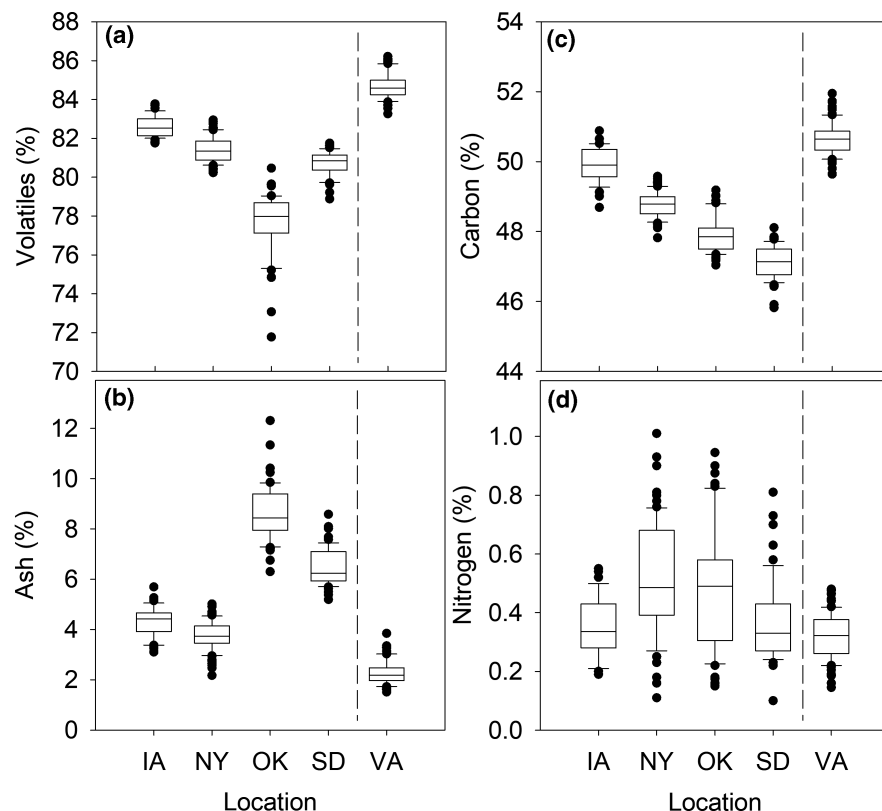 (a)
Volatiles (%)
88
86
84
82
80
78
76
74
72
70
(c)
Carbon (%)
54
52
50
48
46
44
(b)
Ash (%)
12
10
8
6
4
2
0
IA NY OK SD VA
Location
(d)
Nitrogen (%)
1.0
0.8
0.6
0.4
0.2
0.0
IA NY OK SD VA
Location